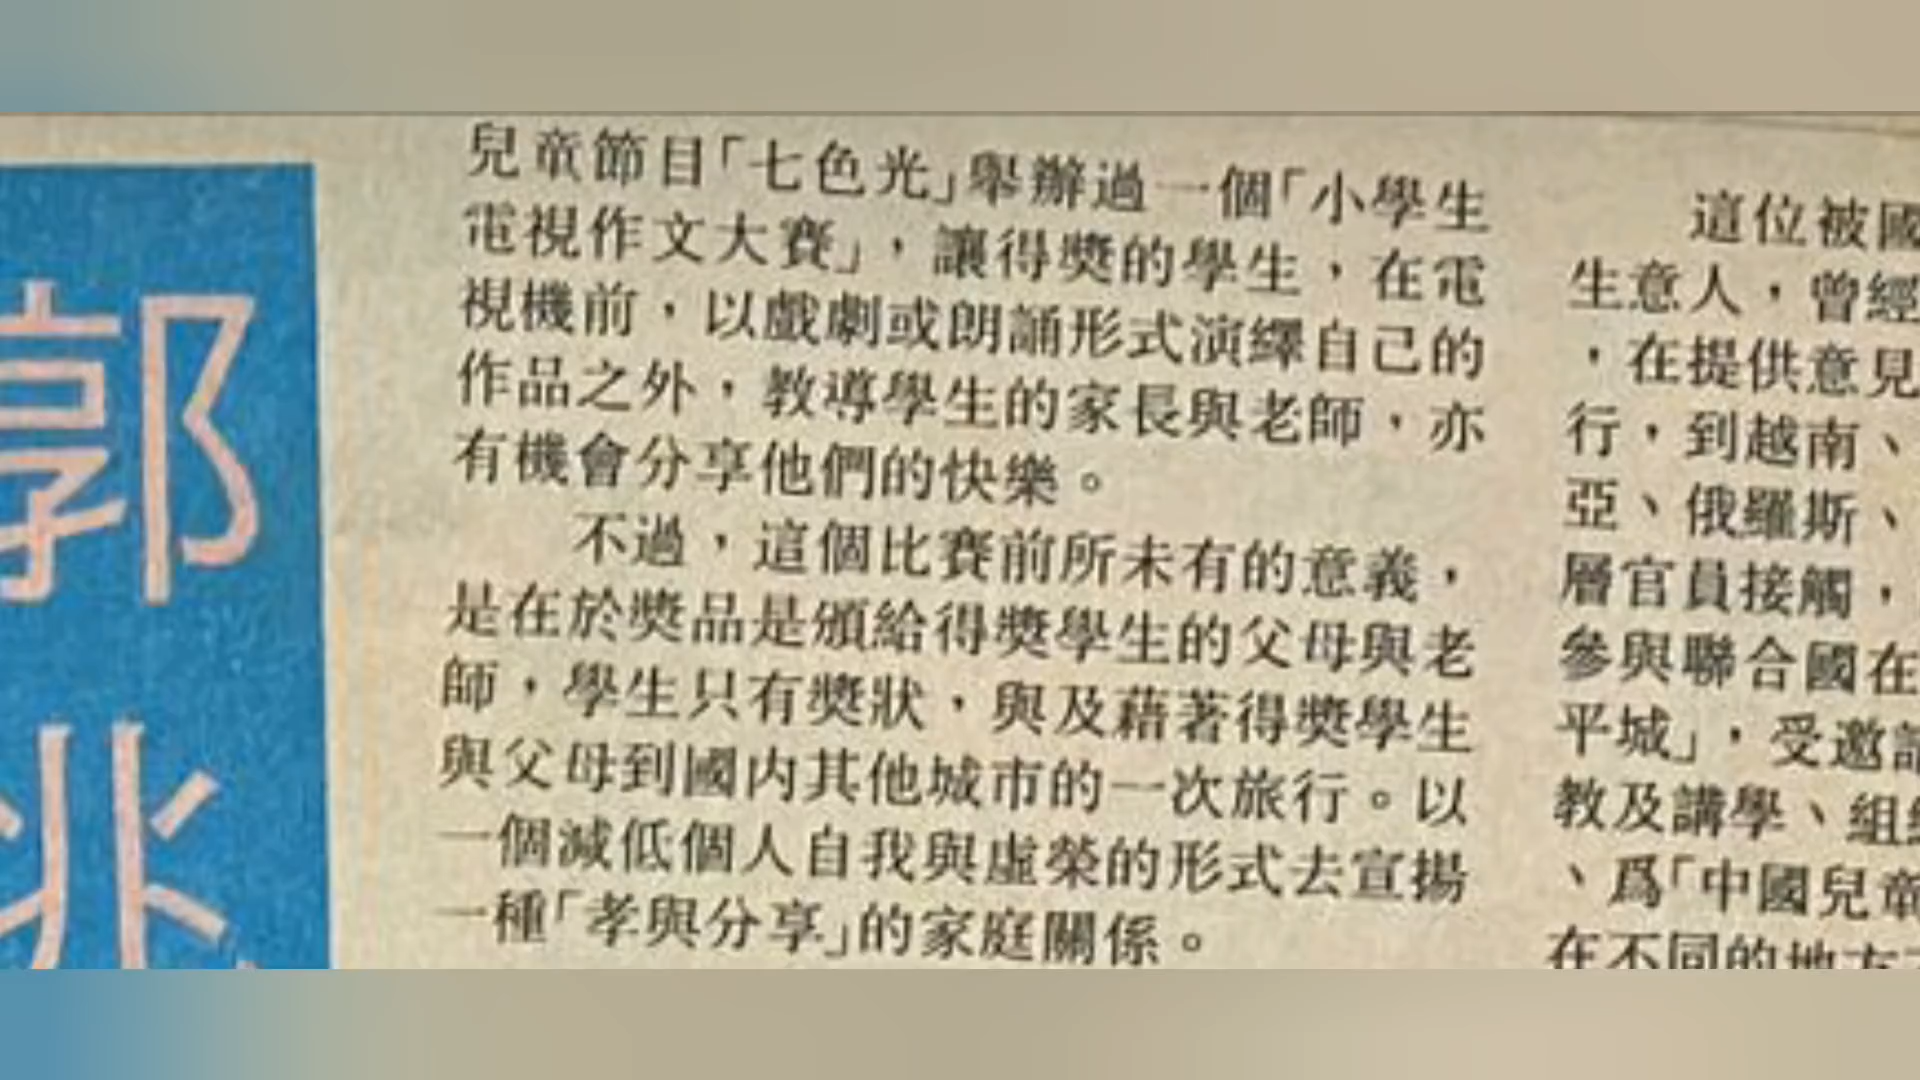 郭
兆
兒童節目「七色光」舉辦過一個「小學生
電視作文大賽」，讓得獎的學生，在電
視機前，以戲劇或朗誦形式演繹自己的
作品之外，教導學生的家長與老師，亦
有機會分享他們的快樂。
不過，這個比賽前所未有的意義，
是在於獎品是頒給得獎學生的父母與老
師，學生只有獎狀，與及藉著得獎學生
與父母到國內其他城市的一次旅行。以
一個減低個人自我與虛榮的形式去宣揚
一種「孝與分享」的家庭關係。
這位被國
生意人，曾經
，在提供意見
行，到越南、
亞、俄羅斯、
層官員接觸，
參與聯合國在
平城」，受邀請
教及講學、組織
、爲「中國兒童
在不同的地方